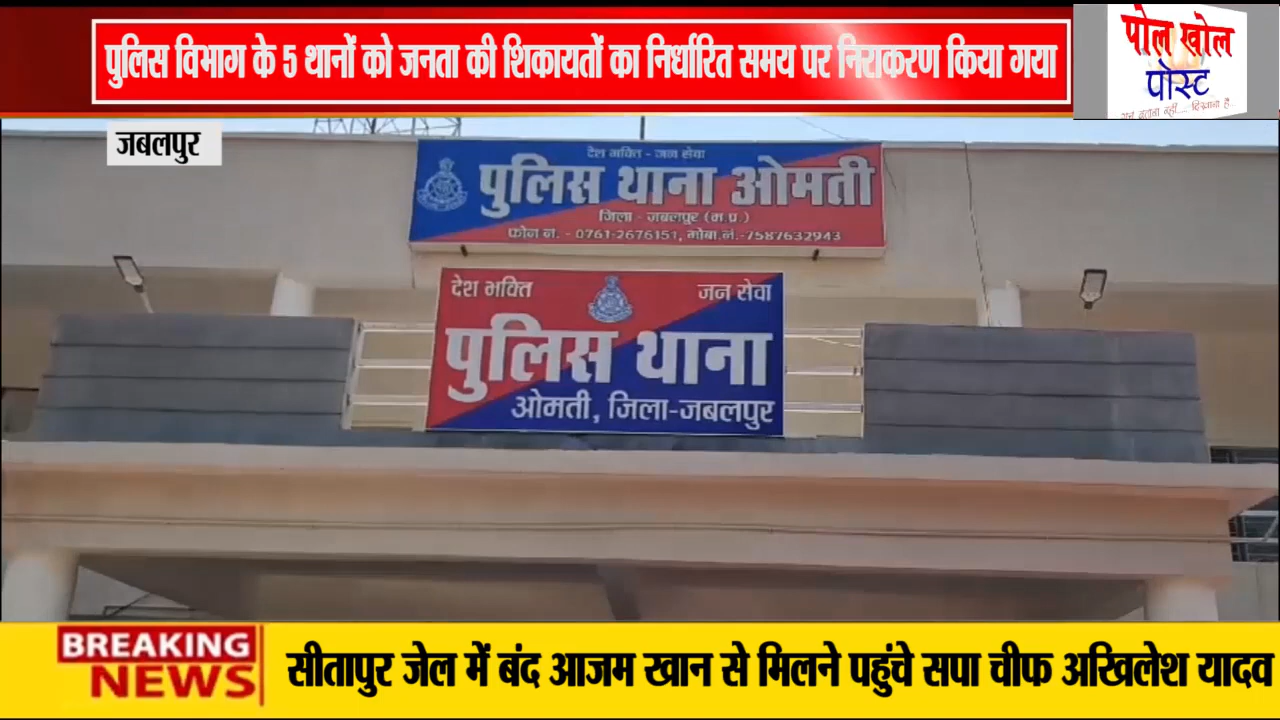 पुलिस विभाग के 5 थानों को जनता की शिकायतों का निर्धारित समय पर निराकरण किया गया
पोल खोल
पोस्ट
जबलपुर
देश भक्ति - जन सेवा
पुलिस थाना ओमती
जिला - जबलपुर (म.प्र.)
फ़ोन न. - 0761-2676151, मोबा.नं.-7587632943
देश भक्ति
जन सेवा
पुलिस थाना
ओमती, जिला-जबलपुर
BREAKING
NEWS
सीतापुर जेल में बंद आजम खान से मिलने पहुंचे सपा चीफ अखिलेश यादव